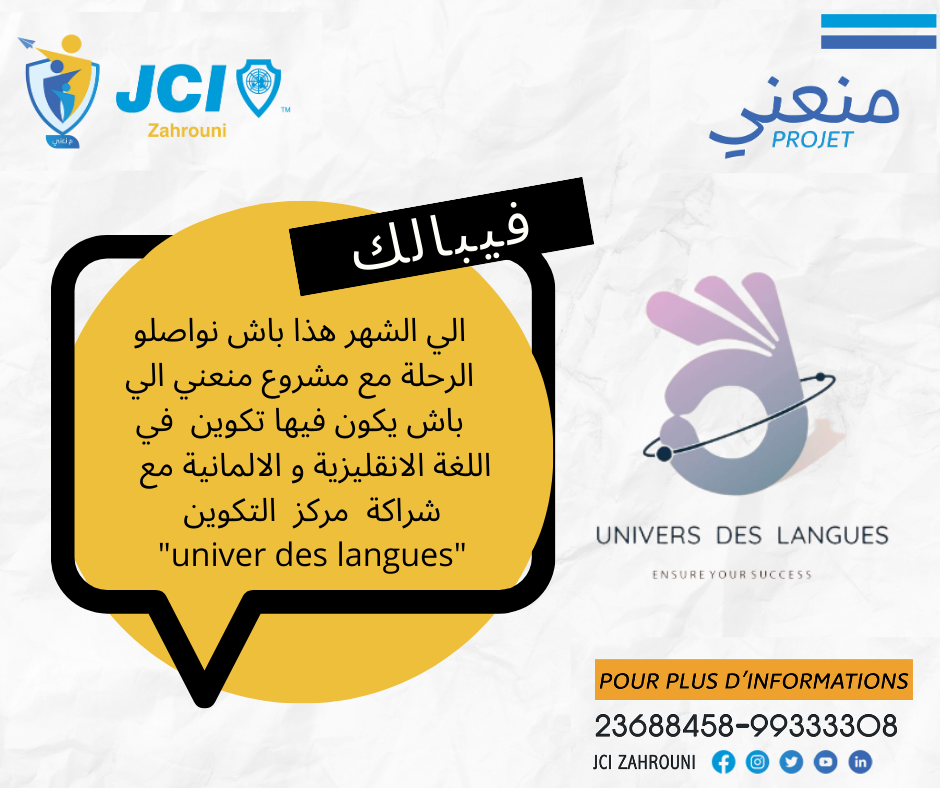 JCI
TM
Zahrouni
منعني
PROJET
فيبالك
الي الشهر هذا باش نواصلو
الرحلة مع مشروع منعني الي
باش يكون فيها تكوين في
اللغة الانقليزية و الالمانية مع
شراكة مركز التكوين
"univer des langues"
UNIVERS DES LANGUES
ENSURE YOUR SUCCESS
POUR PLUS D'INFORMATIONS
23688458-99333308
JCI ZAHROUNI